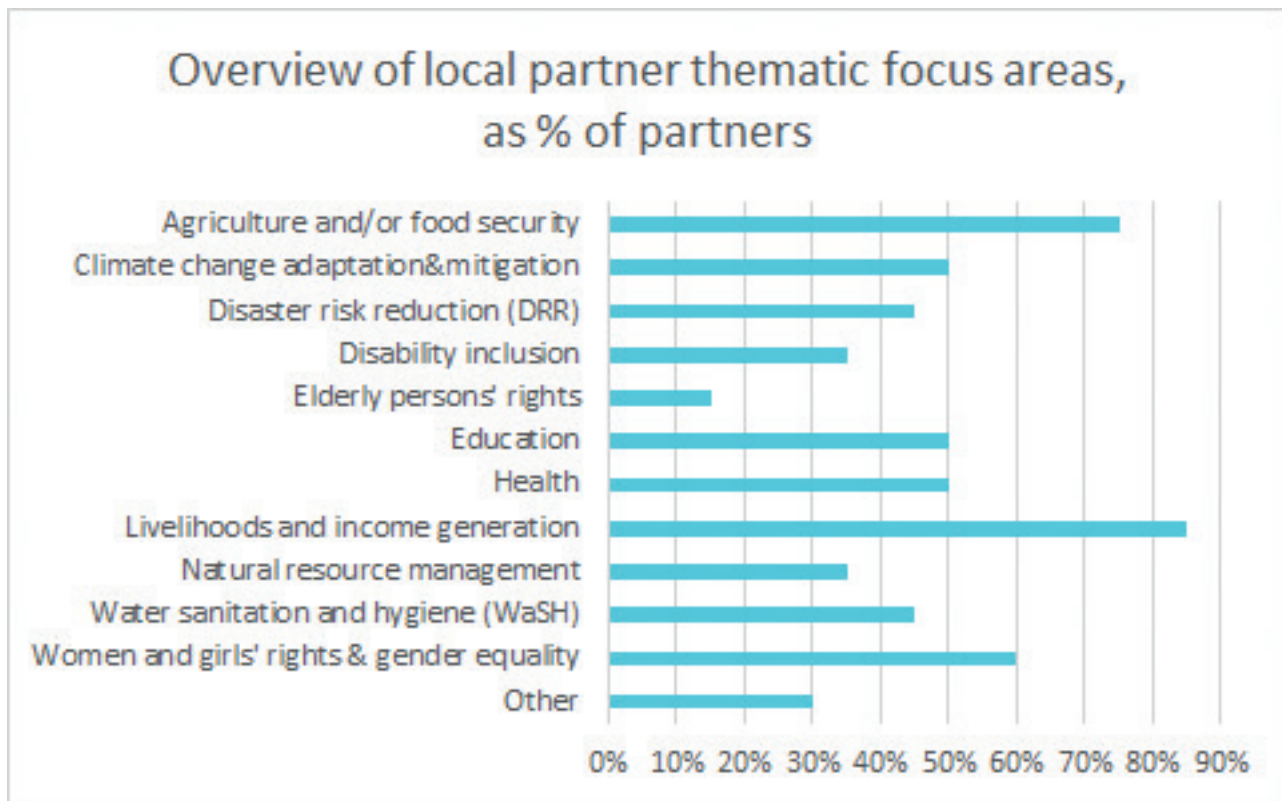 Overview of local partner thematic focus areas,
as % of partners
Agriculture and/or food security
Climate change adaptation&mitigation
Disaster risk reduction (DRR)
Disability inclusion
Elderly persons' rights
Education
Health
Livelihoods and income generation
Natural resource management
Water sanitation and hygiene (WaSH)
Women and girls' rights & gender equality
Other
0% 10% 20% 30% 40% 50% 60% 70% 80% 90%